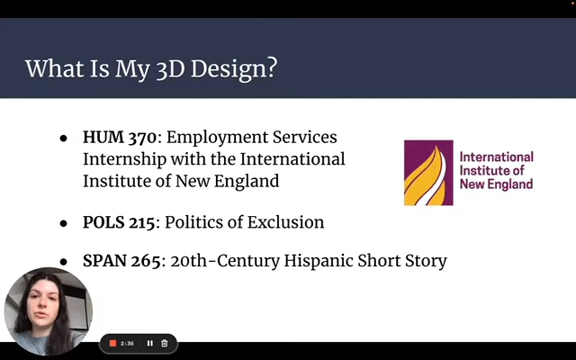 What Is My 3D Design?
● HUM 370: Employment Services
Internship with the International
Institute of New England
● POLS 215: Politics of Exclusion
● SPAN 265: 20th-Century Hispanic Short Story
International
Institute of
New England
2:36